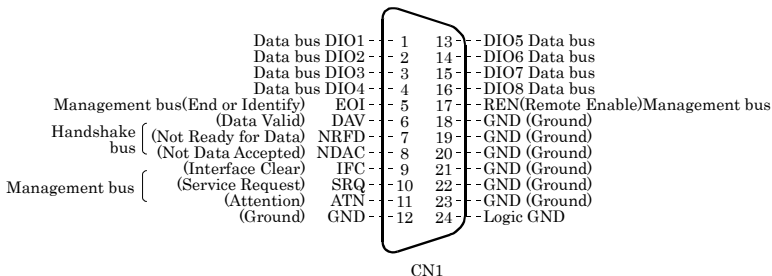 Data bus DIO1 1 13 DIO5 Data bus
Data bus DIO2 2 14 DIO6 Data bus
Data bus DIO3 3 15 DIO7 Data bus
Data bus DIO4 4 16 DIO8 Data bus
Management bus(End or Identify) EOI 5 17 REN(Remote Enable)Management bus
(Data Valid) DAV 6 18 GND (Ground)
Handshake bus
(Not Ready for Data) NRFD 7 19 GND (Ground)
(Not Data Accepted) NDAC 8 20 GND (Ground)
(Interface Clear) IFC 9 21 GND (Ground)
Management bus
(Service Request) SRQ 10 22 GND (Ground)
(Attention) ATN 11 23 GND (Ground)
(Ground) GND 12 24 Logic GND
CN1